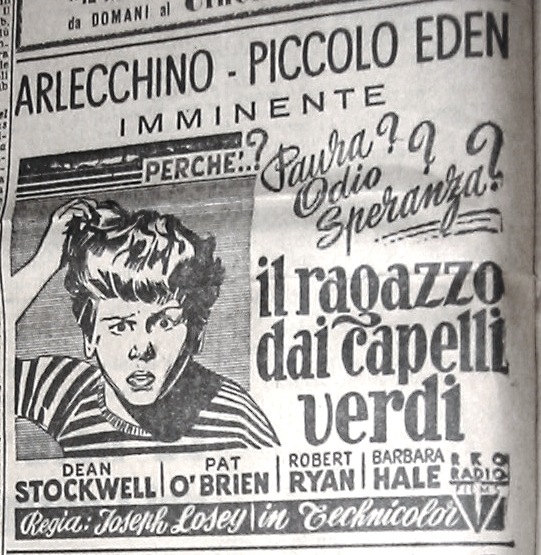 da DOMANI al
ARLECCHINO - PICCOLO EDEN
IMMINENTE
PERCHE'..?
Paura? ? ?
Odio
Speranza?
il ragazzo
dai capelli
verdi
DEAN STOCKWELL
PAT O'BRIEN
ROBERT RYAN
BARBARA HALE
RKO
RADIO
FILMS
Regia: Joseph Losey in Technicolor